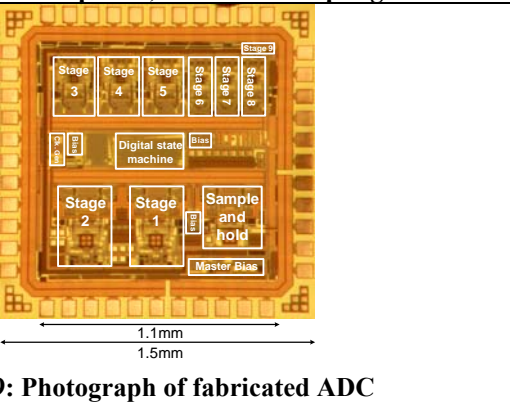 Stage 9
Stage
3
Stage
4
Stage
5
Stage 6
Stage 7
Stage 8
Bias
Digital state
machine
Bias
Stage
2
Stage
1
Bias
Sample
and
hold
Master Bias
1.1mm
1.5mm
: Photograph of fabricated ADC